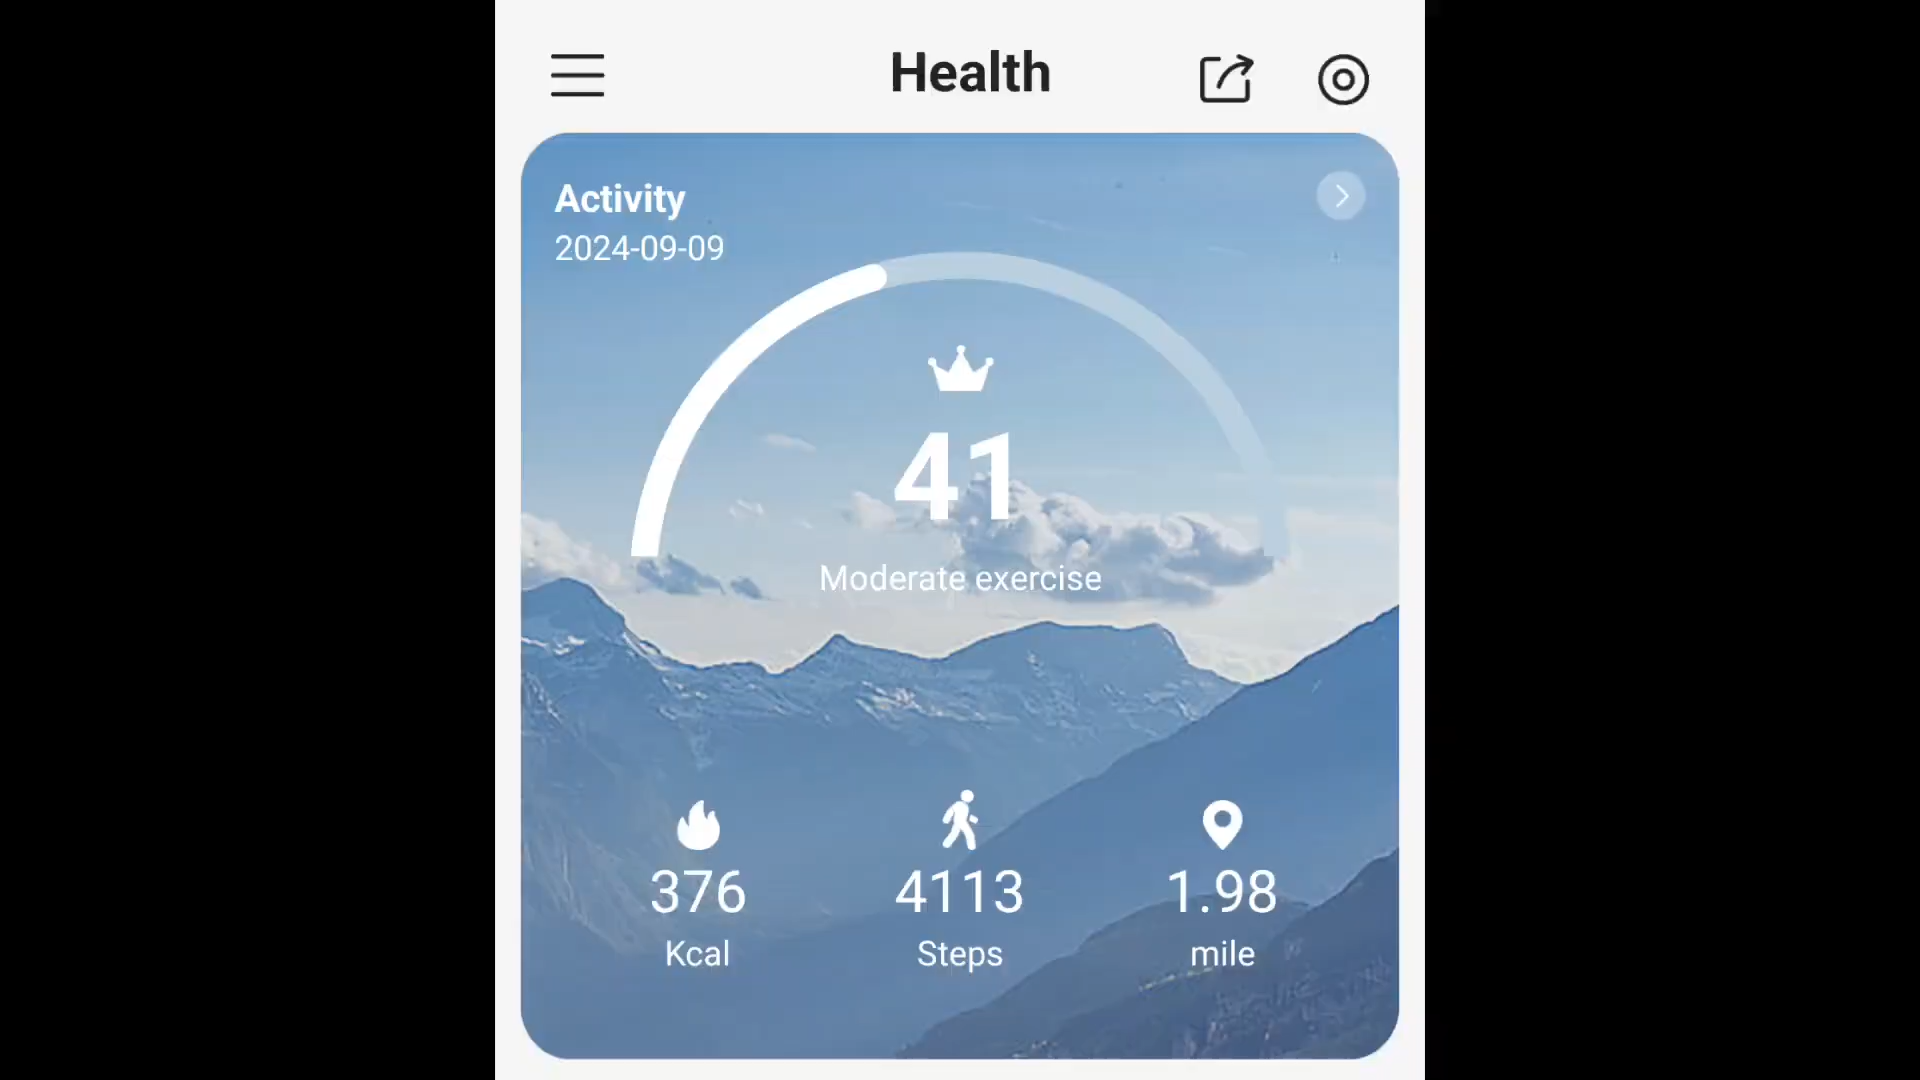 Health
Activity
2024-09-09
41
Moderate exercise
376
4113
1.98
Kcal
Steps
mile